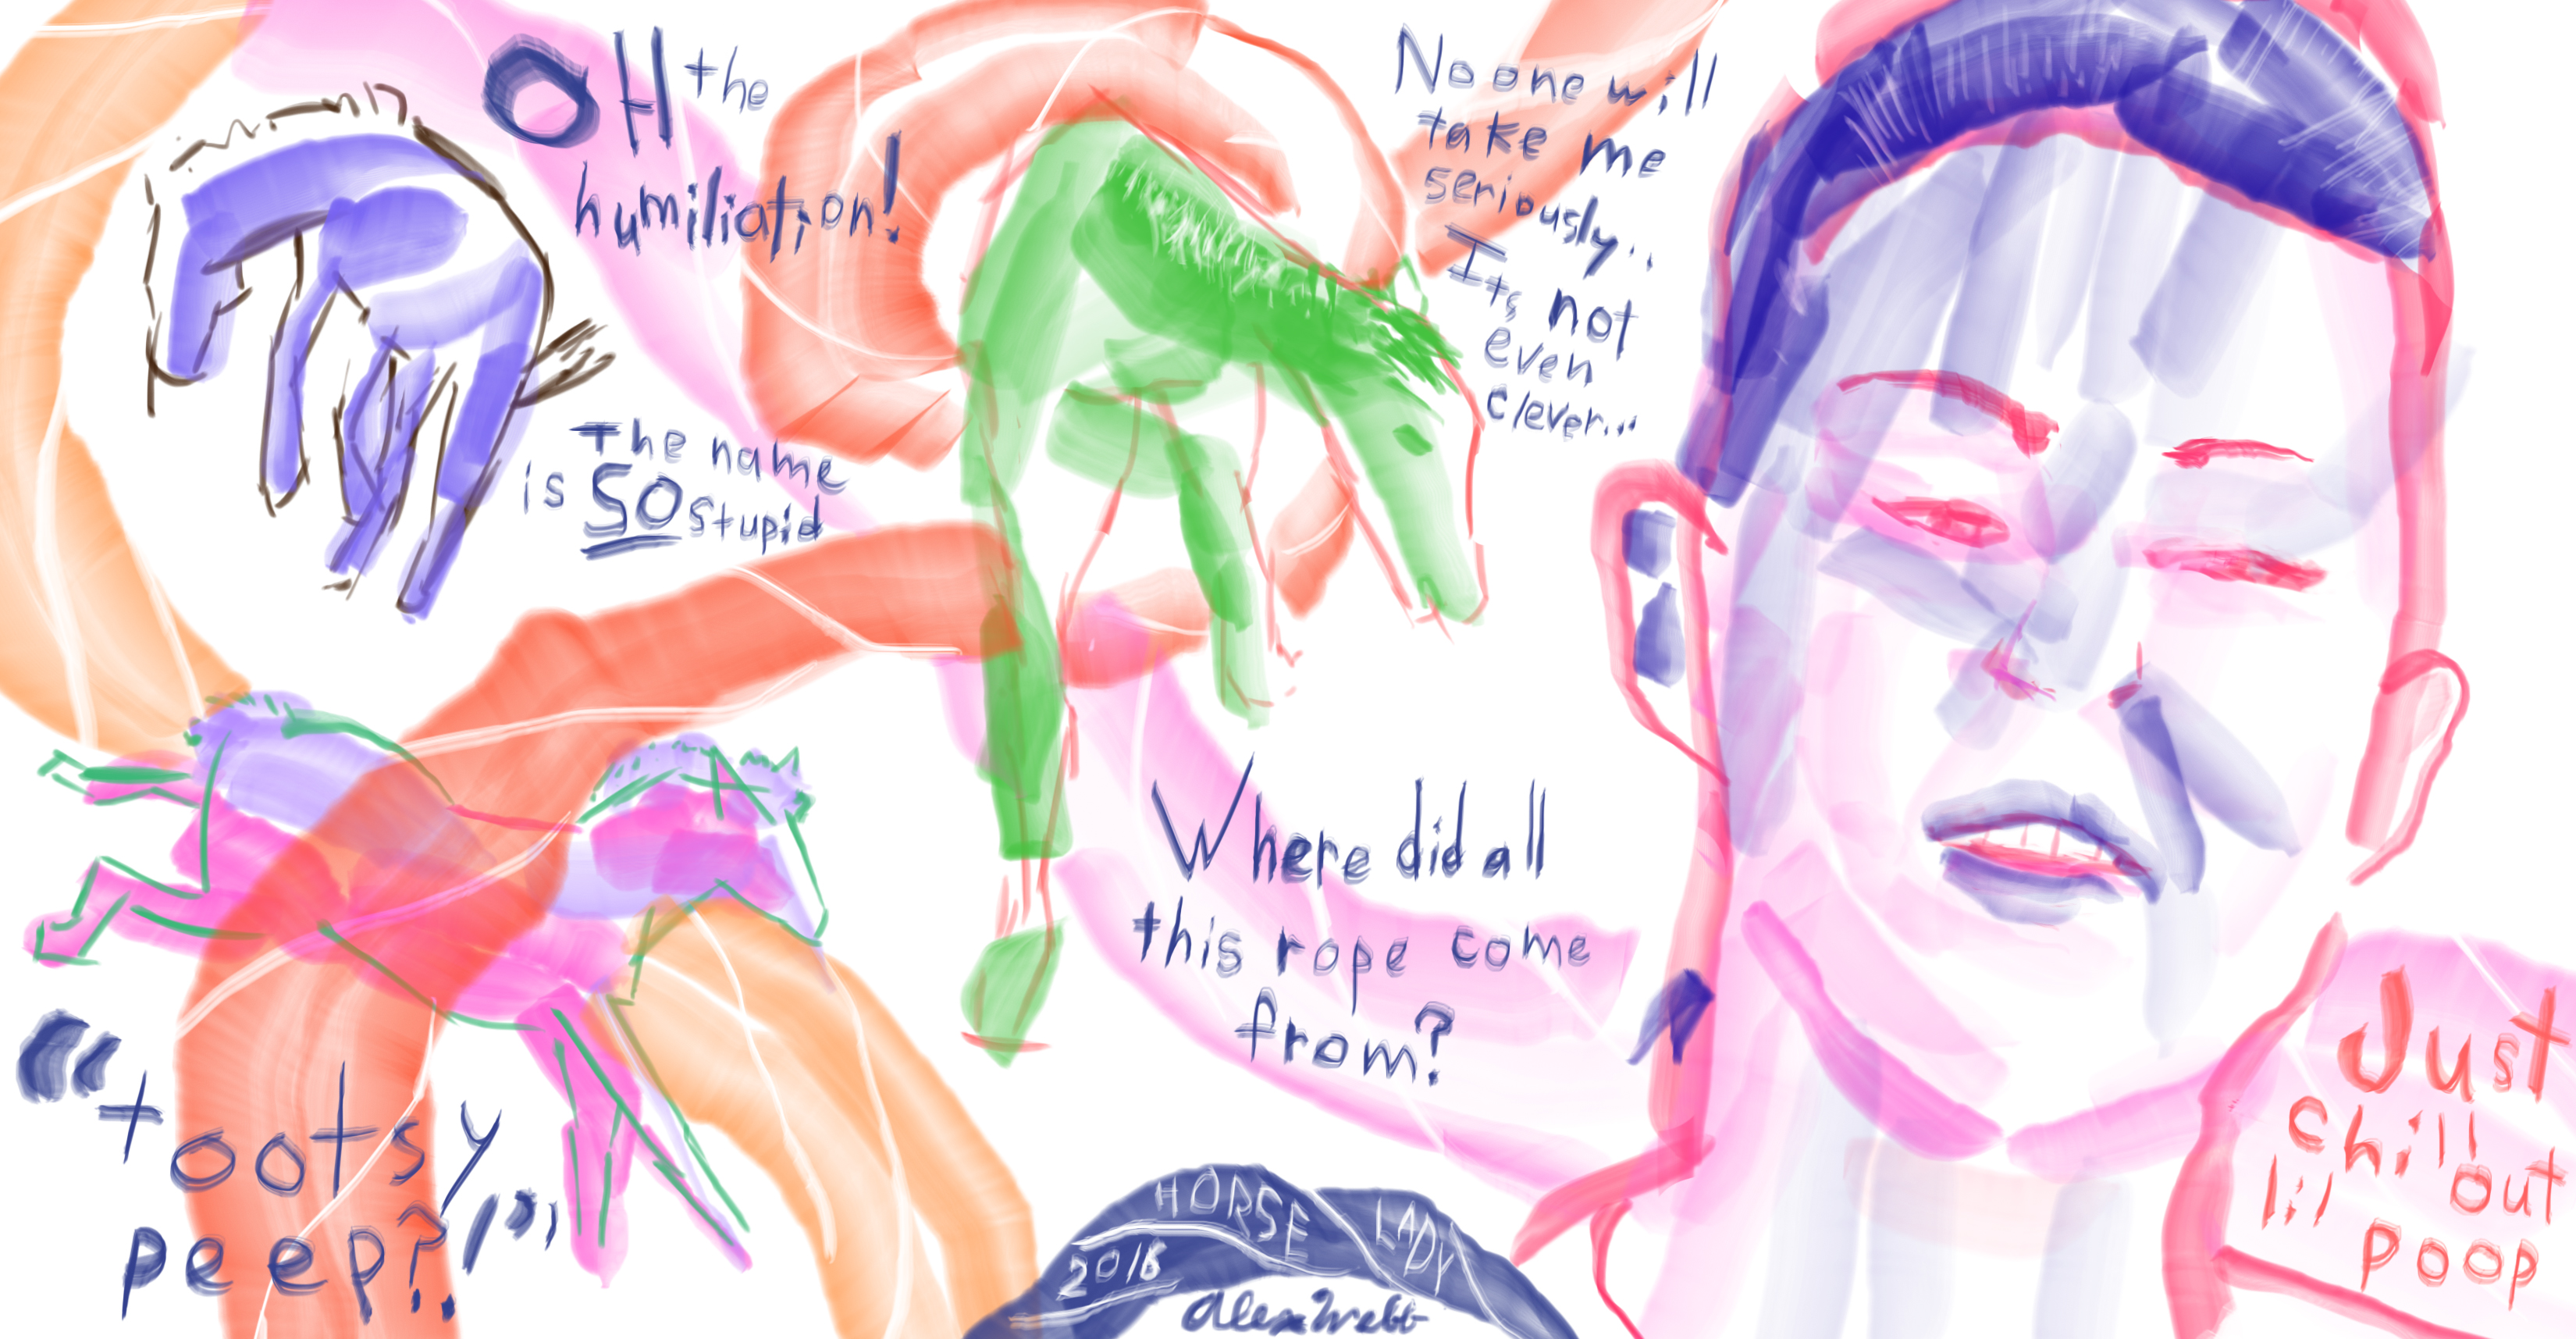 OH the
humiliation!
The name
is SO stupid
No one will
take me
seriously..
Its not
even
clever...
Where did all
this rope come
from?
"tootsy
peep?!"
Just
chill
out
lil
poop
HORSE LADY
2016
Alex Webb